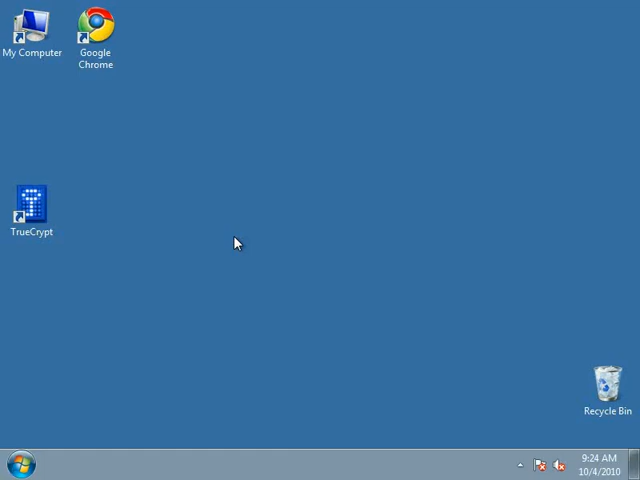 My Computer
Google
Chrome
TrueCrypt
Recycle Bin
9:24 AM
10/4/2010